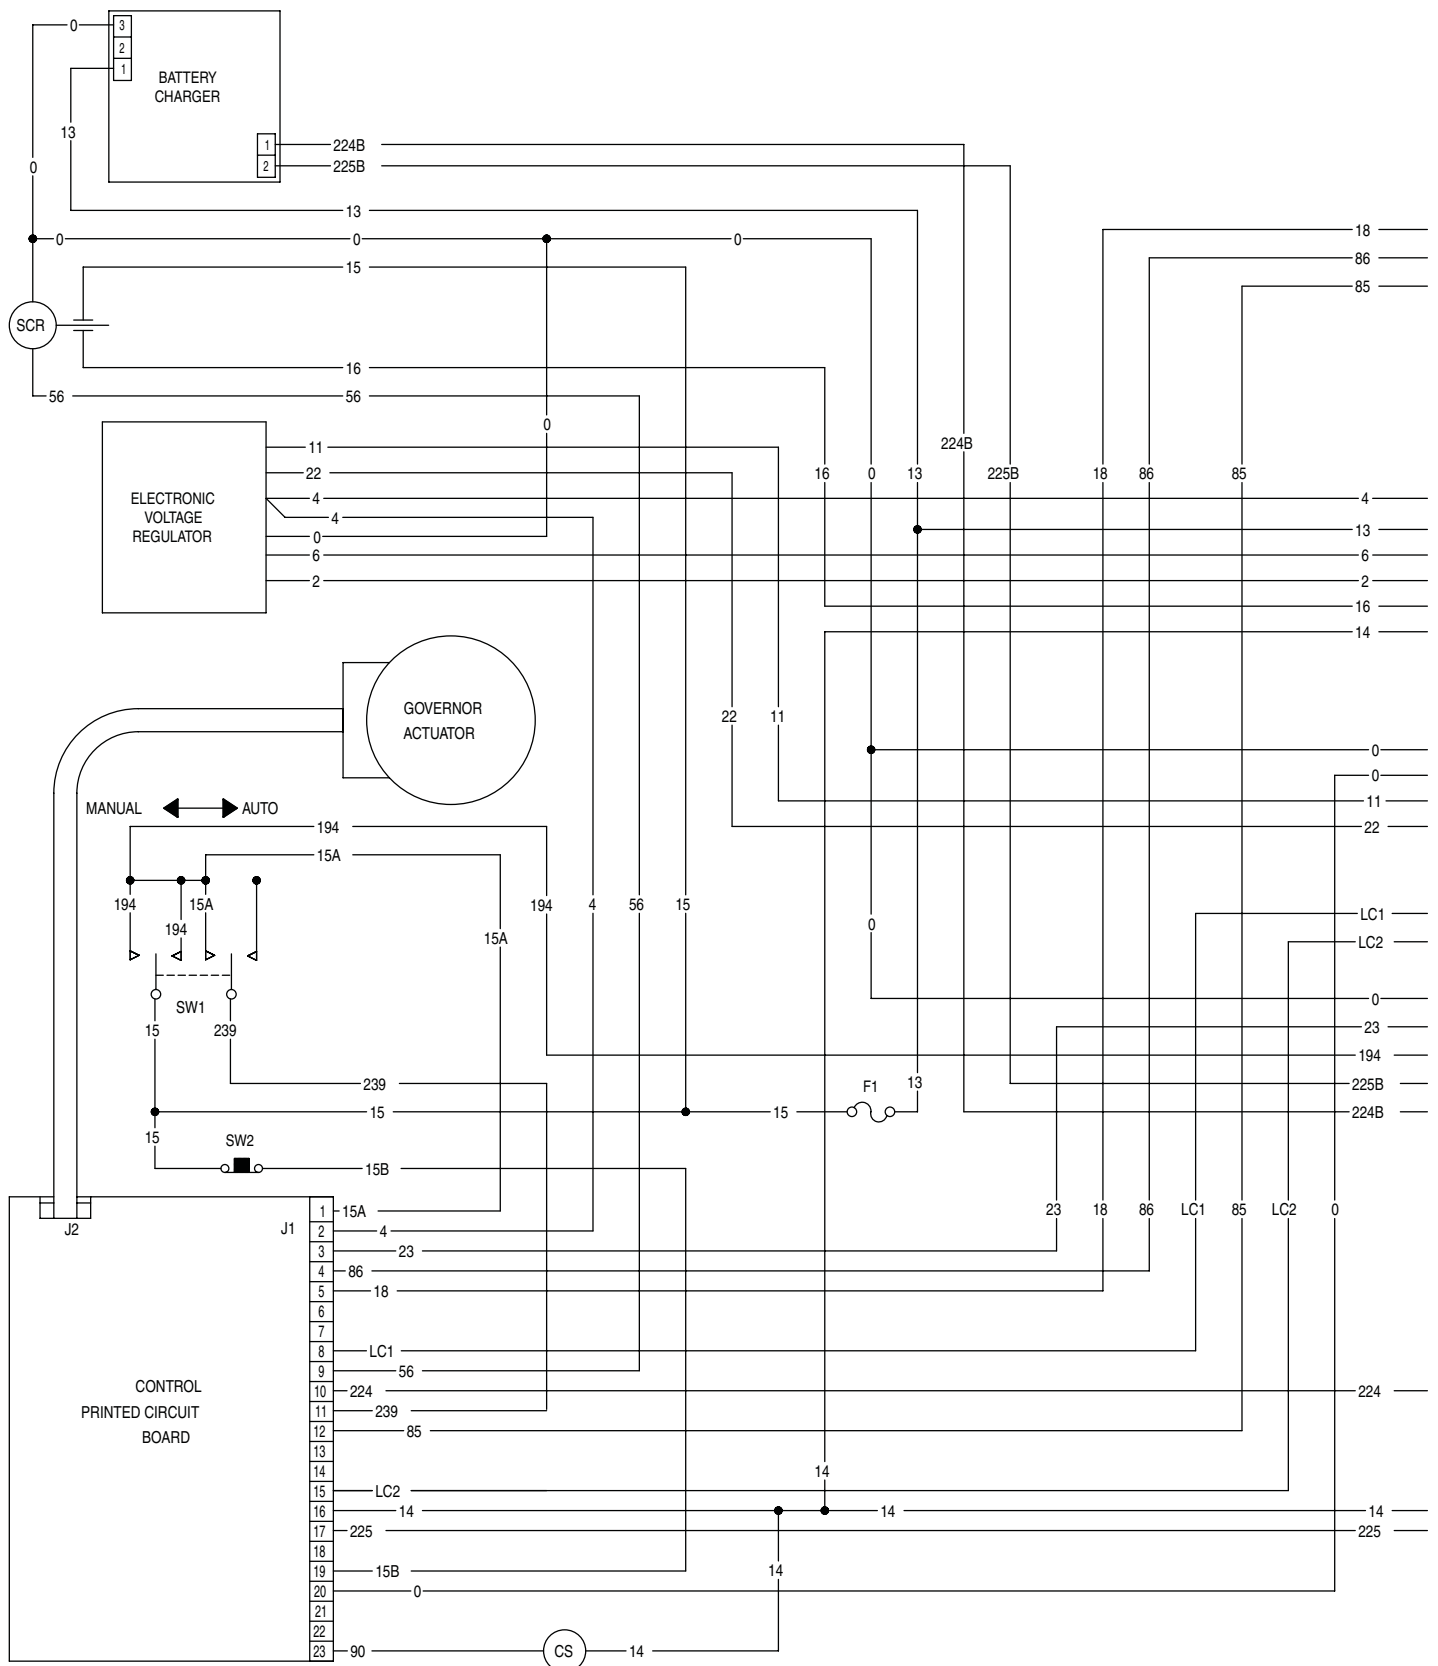 0
3
2
1
BATTERY
CHARGER
13
1
224B
2
225B
0
13
0
0
0
18
15
86
85
SCR
16
56
56
0
11
224B
22
16
0
13
225B
18
86
85
ELECTRONIC
VOLTAGE
REGULATOR
4
4
4
13
0
6
6
2
2
16
14
GOVERNOR
ACTUATOR
22
11
0
0
MANUAL
AUTO
11
194
22
15A
194
15A
194
194
4
56
15
LC1
0
15A
LC2
SW1
0
15
239
23
194
239
F1
13
225B
15
15
224B
15
SW2
15B
J2
J1
1
15A
23
18
86
LC1
85
LC2
0
2
4
3
23
4
86
5
18
6
7
8
LC1
9
56
CONTROL
PRINTED CIRCUIT
BOARD
10
224
224
11
239
12
85
13
14
14
15
LC2
16
14
14
14
17
225
225
18
19
15B
14
20
0
21
22
23
90
CS
14